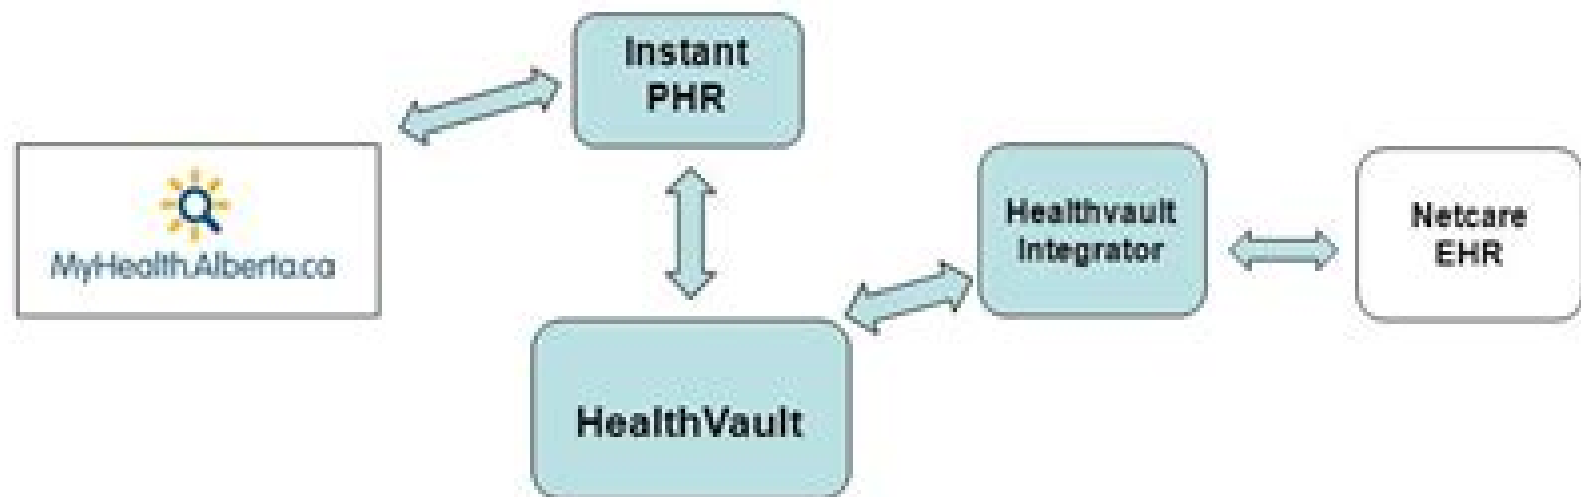 Instant
PHR
MyHealth.Alberta.ca
Healthvault
Integrator
Netcare
EHR
HealthVault